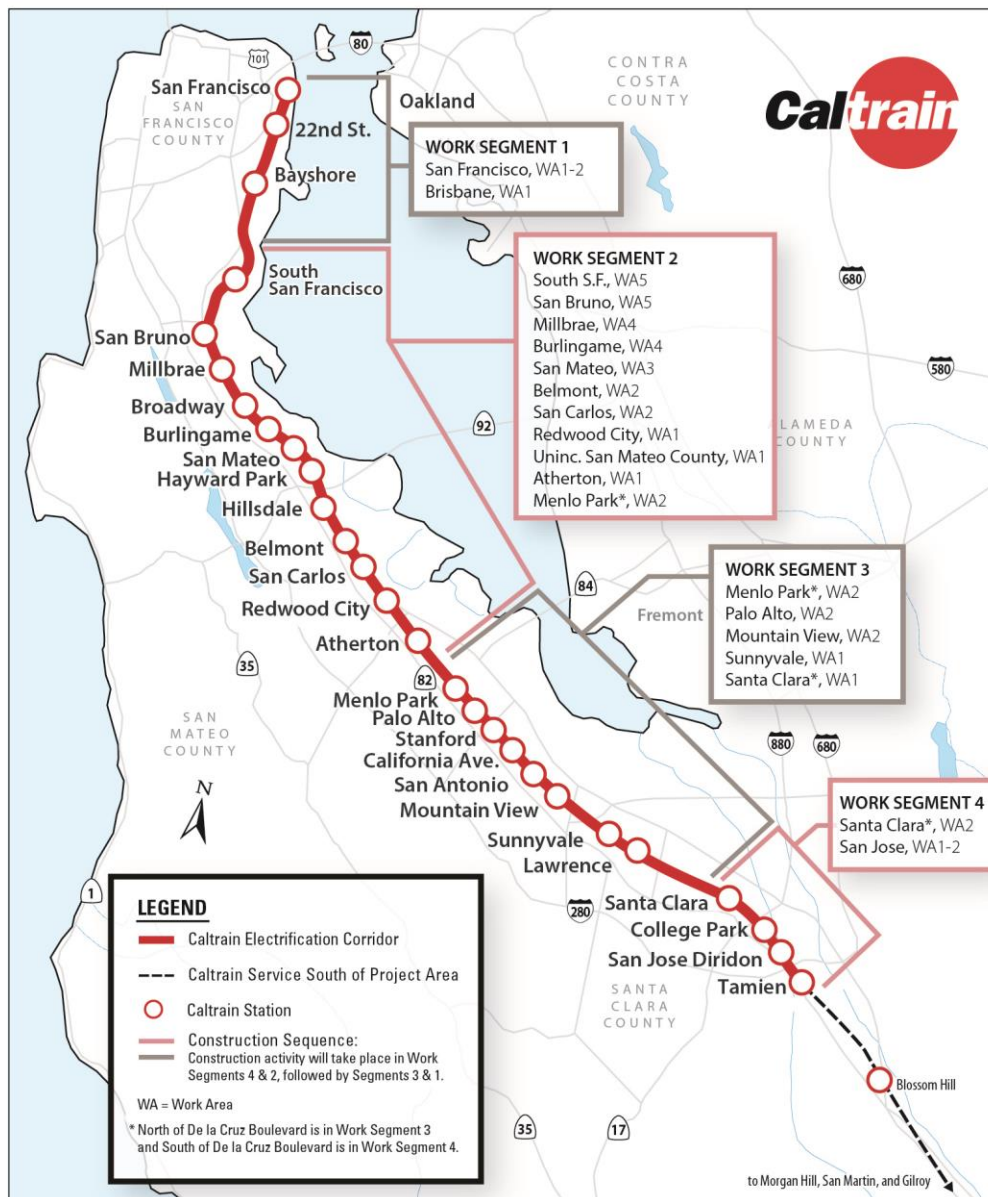 Caltrain
101
80
San Francisco
SAN
FRANCISCO
COUNTY
22nd St.
Bayshore
Oakland
CONTRA
COSTA
COUNTY
WORK SEGMENT 1
San Francisco, WA1-2
Brisbane, WA1
South
San Francisco
San Bruno
Millbrae
Broadway
Burlingame
San Mateo
Hayward Park
Hillsdale
Belmont
San Carlos
Redwood City
Atherton
WORK SEGMENT 2
South S.F., WA5
San Bruno, WA5
Millbrae, WA4
Burlingame, WA4
San Mateo, WA3
Belmont, WA2
San Carlos, WA2
Redwood City, WA1
Uninc. San Mateo County, WA1
Atherton, WA1
Menlo Park*, WA2
680
580
92
ALAMEDA
COUNTY
84
Fremont
WORK SEGMENT 3
Menlo Park*, WA2
Palo Alto, WA2
Mountain View, WA2
Sunnyvale, WA1
Santa Clara*, WA1
35
82
SAN
MATEO
COUNTY
Menlo Park
Palo Alto
Stanford
California Ave.
San Antonio
Mountain View
Sunnyvale
Lawrence
880
680
WORK SEGMENT 4
Santa Clara*, WA2
San Jose, WA1-2
N
1
280
Santa Clara
College Park
San Jose Diridon
Tamien
SANTA
CLARA
COUNTY
Blossom Hill
35
17
to Morgan Hill, San Martin, and Gilroy
LEGEND
Caltrain Electrification Corridor
Caltrain Service South of Project Area
Caltrain Station
Construction Sequence:
Construction activity will take place in Work
Segments 4 & 2, followed by Segments 3 & 1.
WA = Work Area
* North of De la Cruz Boulevard is in Work Segment 3
and South of De la Cruz Boulevard is in Work Segment 4.